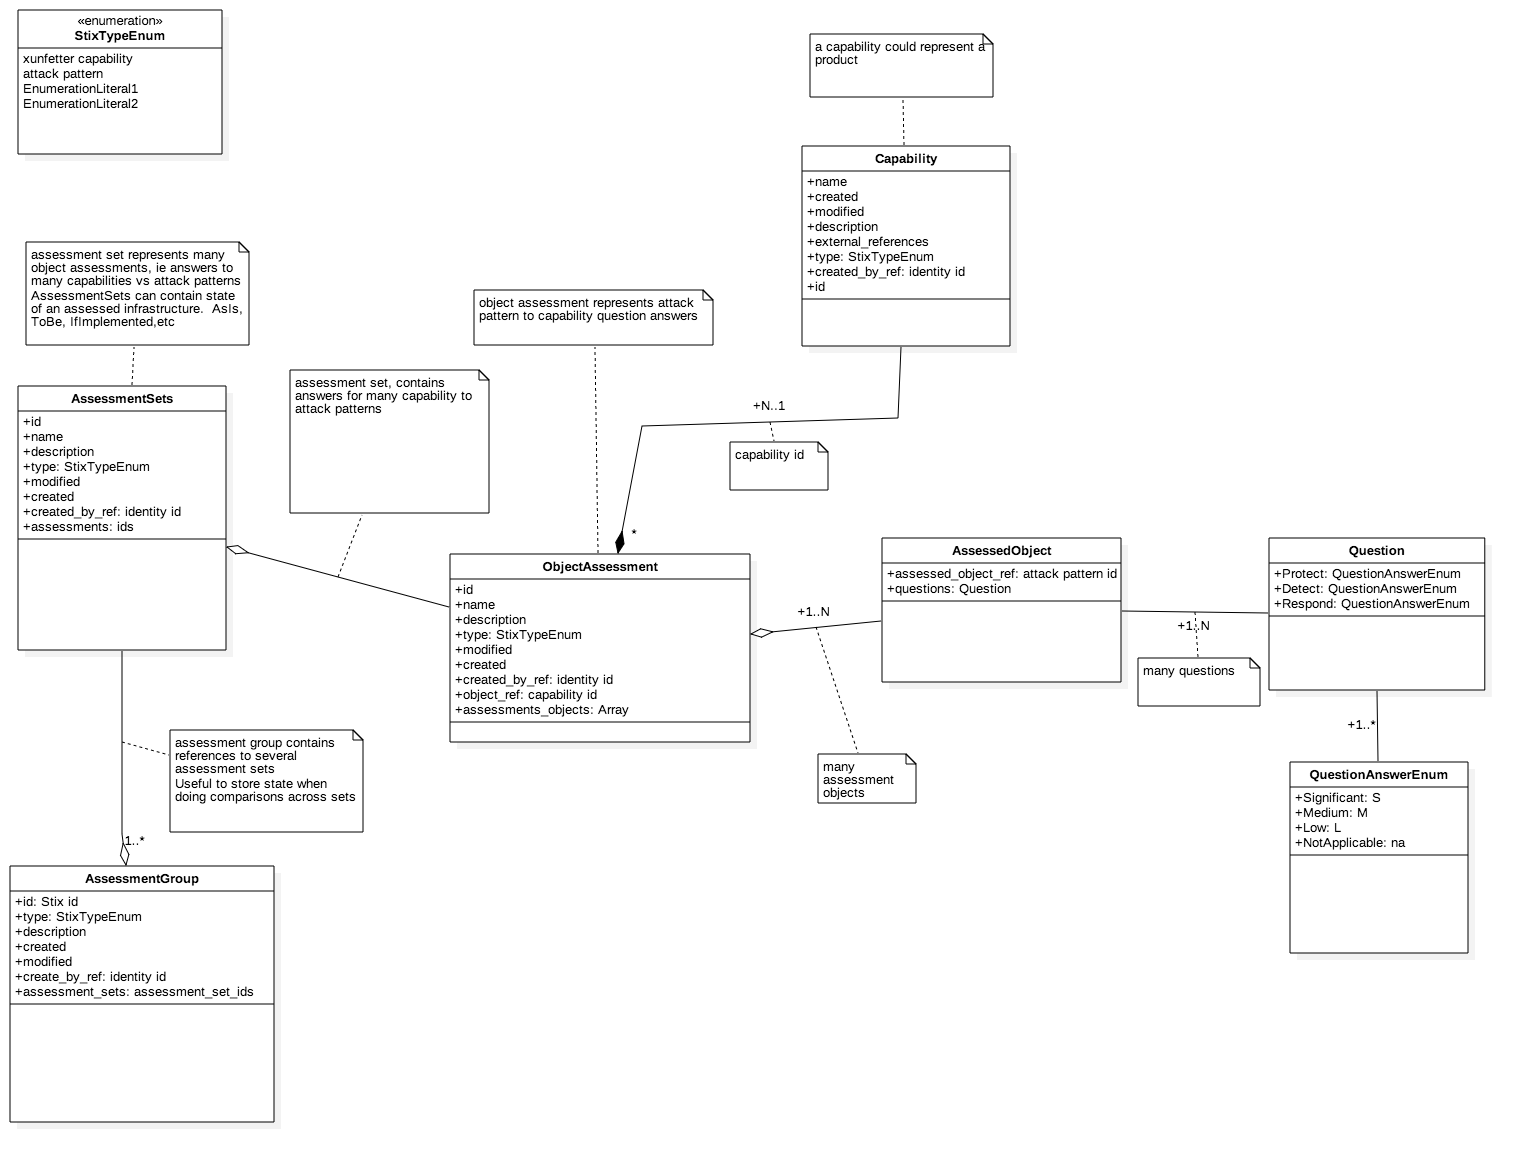 «enumeration»
StixTypeEnum
xunfetter capability
attack pattern
EnumerationLiteral1
EnumerationLiteral2
a capability could represent a
product
Capability
+name
+created
+modified
+description
+external_references
+type: StixTypeEnum
+created_by_ref: identity id
+id
assessment set represents many
object assessments, ie answers to
many capabilities vs attack patterns
AssessmentSets can contain state
of an assessed infrastructure.  AsIs,
ToBe, IfImplemented,etc
object assessment represents attack
pattern to capability question answers
assessment set, contains
answers for many capability to
attack patterns
AssessmentSets
+id
+name
+description
+type: StixTypeEnum
+modified
+created
+created_by_ref: identity id
+assessments: ids
+N..1
capability id
*
ObjectAssessment
+id
+name
+description
+type: StixTypeEnum
+modified
+created
+created_by_ref: identity id
+object_ref: capability id
+assessments_objects: Array
+1..N
AssessedObject
+assessed_object_ref: attack pattern id
+questions: Question
+1..N
many questions
Question
+Protect: QuestionAnswerEnum
+Detect: QuestionAnswerEnum
+Respond: QuestionAnswerEnum
+1..*
many
assessment
objects
QuestionAnswerEnum
+Significant: S
+Medium: M
+Low: L
+NotApplicable: na
assessment group contains
references to several
assessment sets
Useful to store state when
doing comparisons across sets
1..*
AssessmentGroup
+id: Stix id
+type: StixTypeEnum
+description
+created
+modified
+create_by_ref: identity id
+assessment_sets: assessment_set_ids